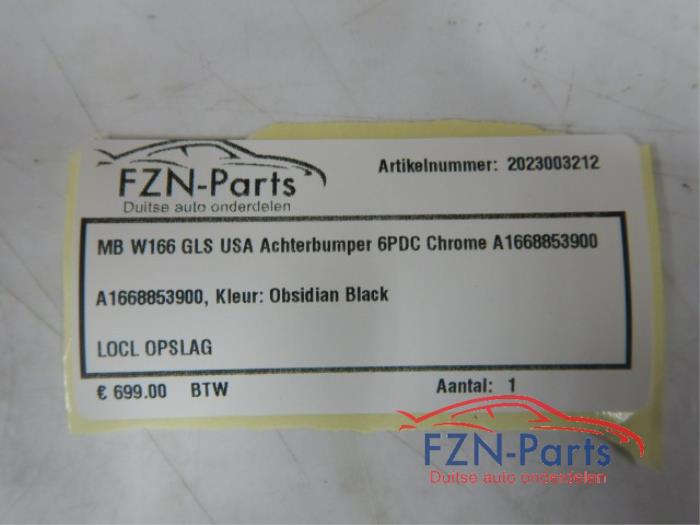 FZN-Parts
Duitse auto onderdelen
Artikelnummer: 2023003212
MB W166 GLS USA Achterbumper 6PDC Chrome A1668853900
A1668853900, Kleur: Obsidian Black
LOCL OPSLAG
€ 699.00 BTW
Aantal: 1
FZN-Parts
Duitse auto onderdelen